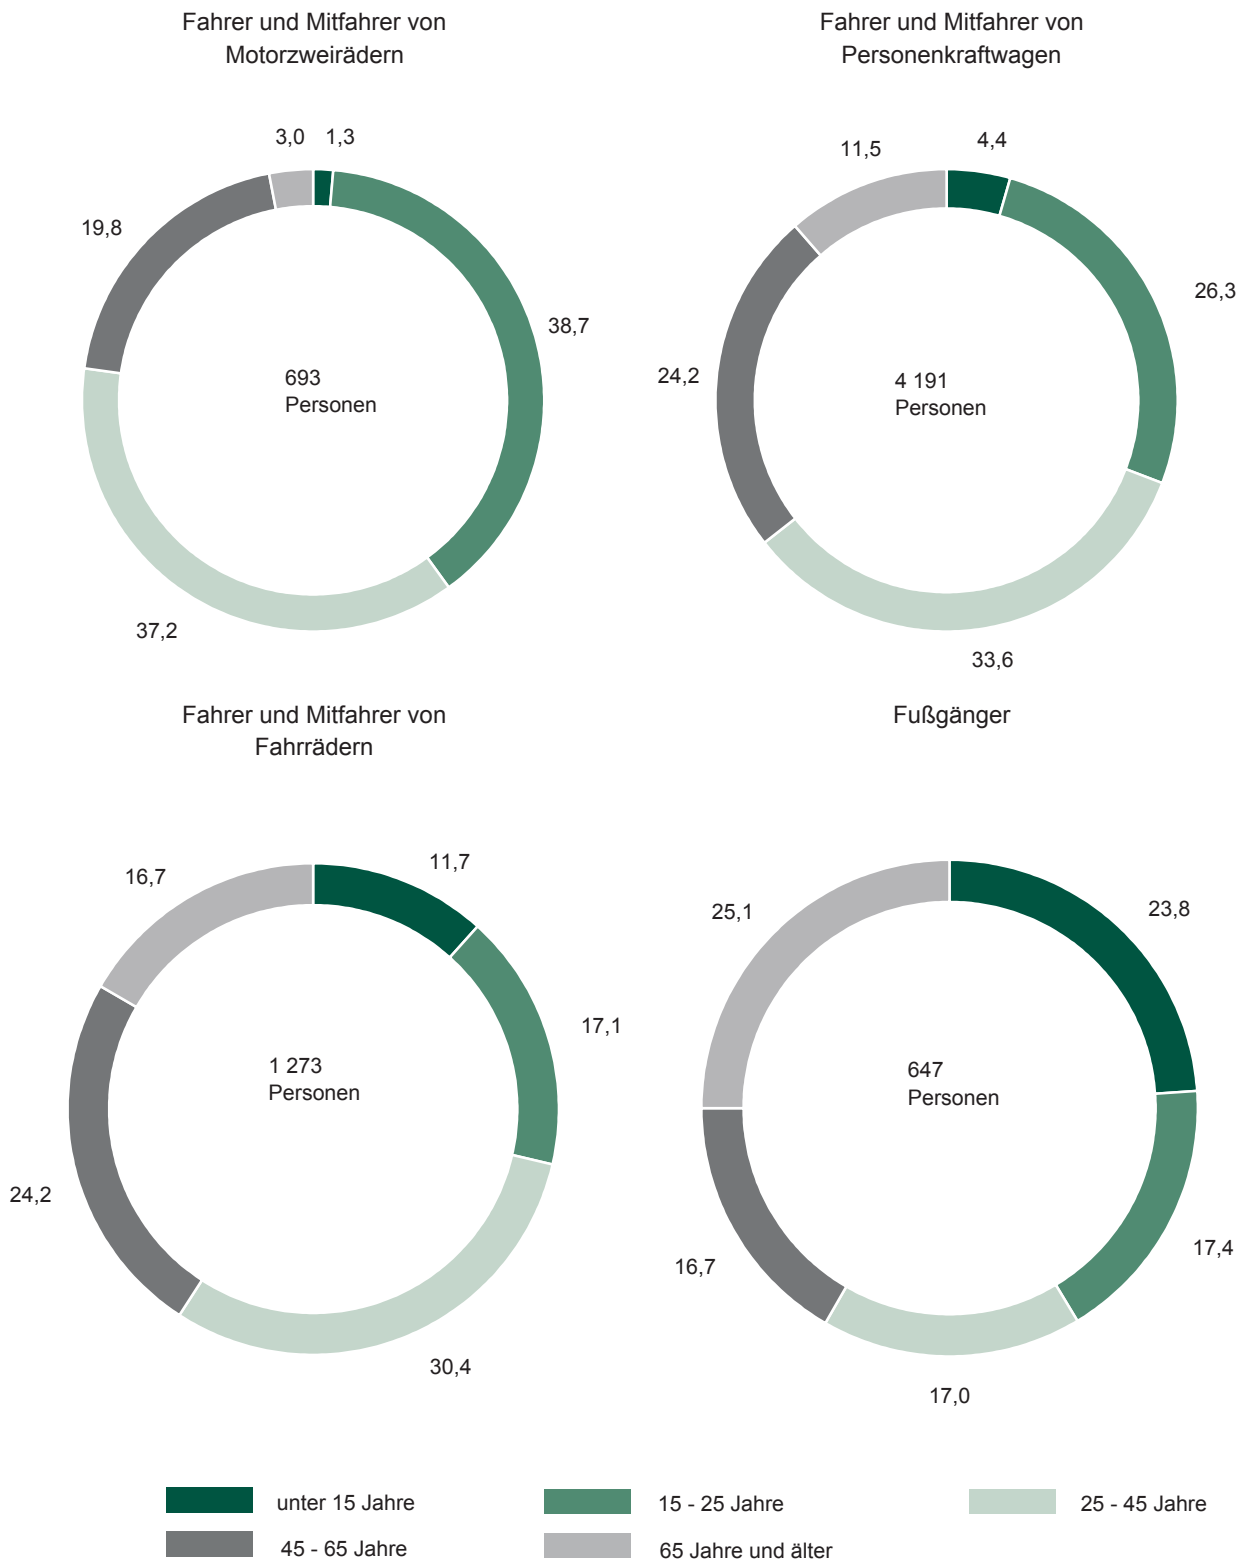 Fahrer und Mitfahrer von
Motorzweirädern
3,0
1,3
19,8
38,7
693
Personen
37,2
Fahrer und Mitfahrer von
Personenkraftwagen
11,5
4,4
26,3
24,2
4 191
Personen
33,6
Fahrer und Mitfahrer von
Fahrrädern
16,7
11,7
17,1
1 273
Personen
24,2
30,4
Fußgänger
25,1
23,8
647
Personen
17,4
16,7
17,0
unter 15 Jahre
15 - 25 Jahre
25 - 45 Jahre
45 - 65 Jahre
65 Jahre und älter